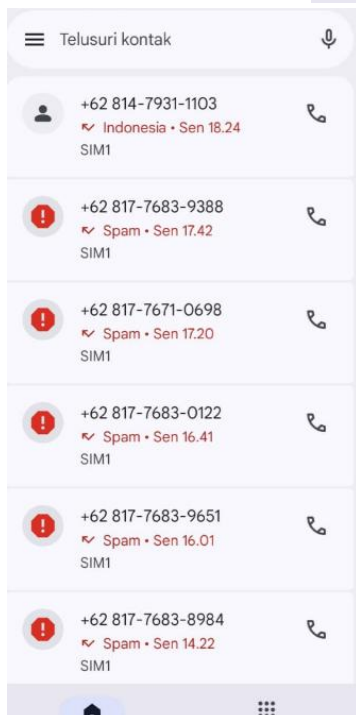 Telusuri kontak
+62 814-7931-1103
Indonesia • Sen 18.24
SIM1
+62 817-7683-9388
Spam • Sen 17.42
SIM1
+62 817-7671-0698
Spam • Sen 17.20
SIM1
+62 817-7683-0122
Spam • Sen 16.41
SIM1
+62 817-7683-9651
Spam • Sen 16.01
SIM1
+62 817-7683-8984
Spam • Sen 14.22
SIM1